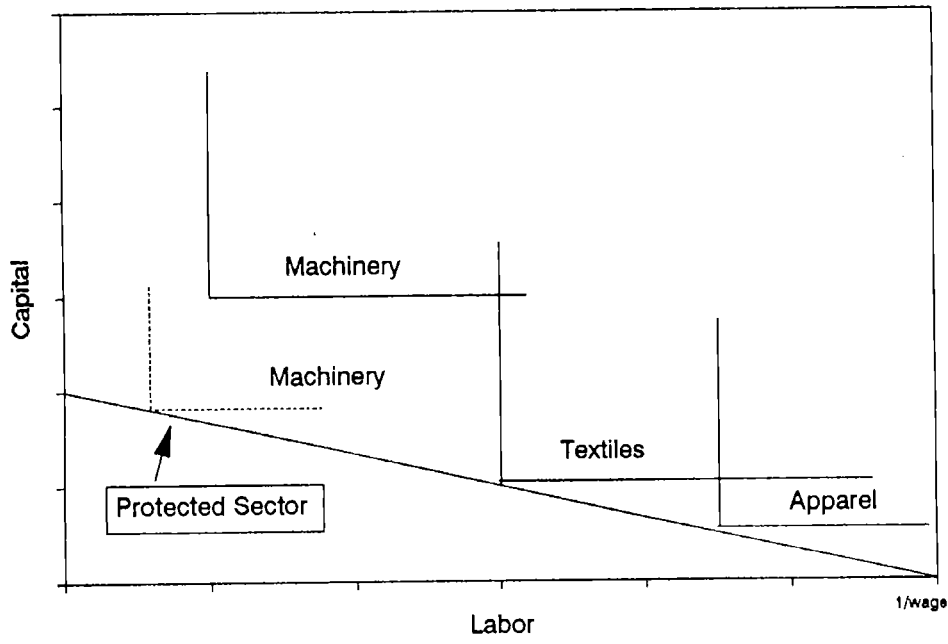 Capital
Machinery
Machinery
Textiles
Protected Sector
Apparel
1/wage
Labor